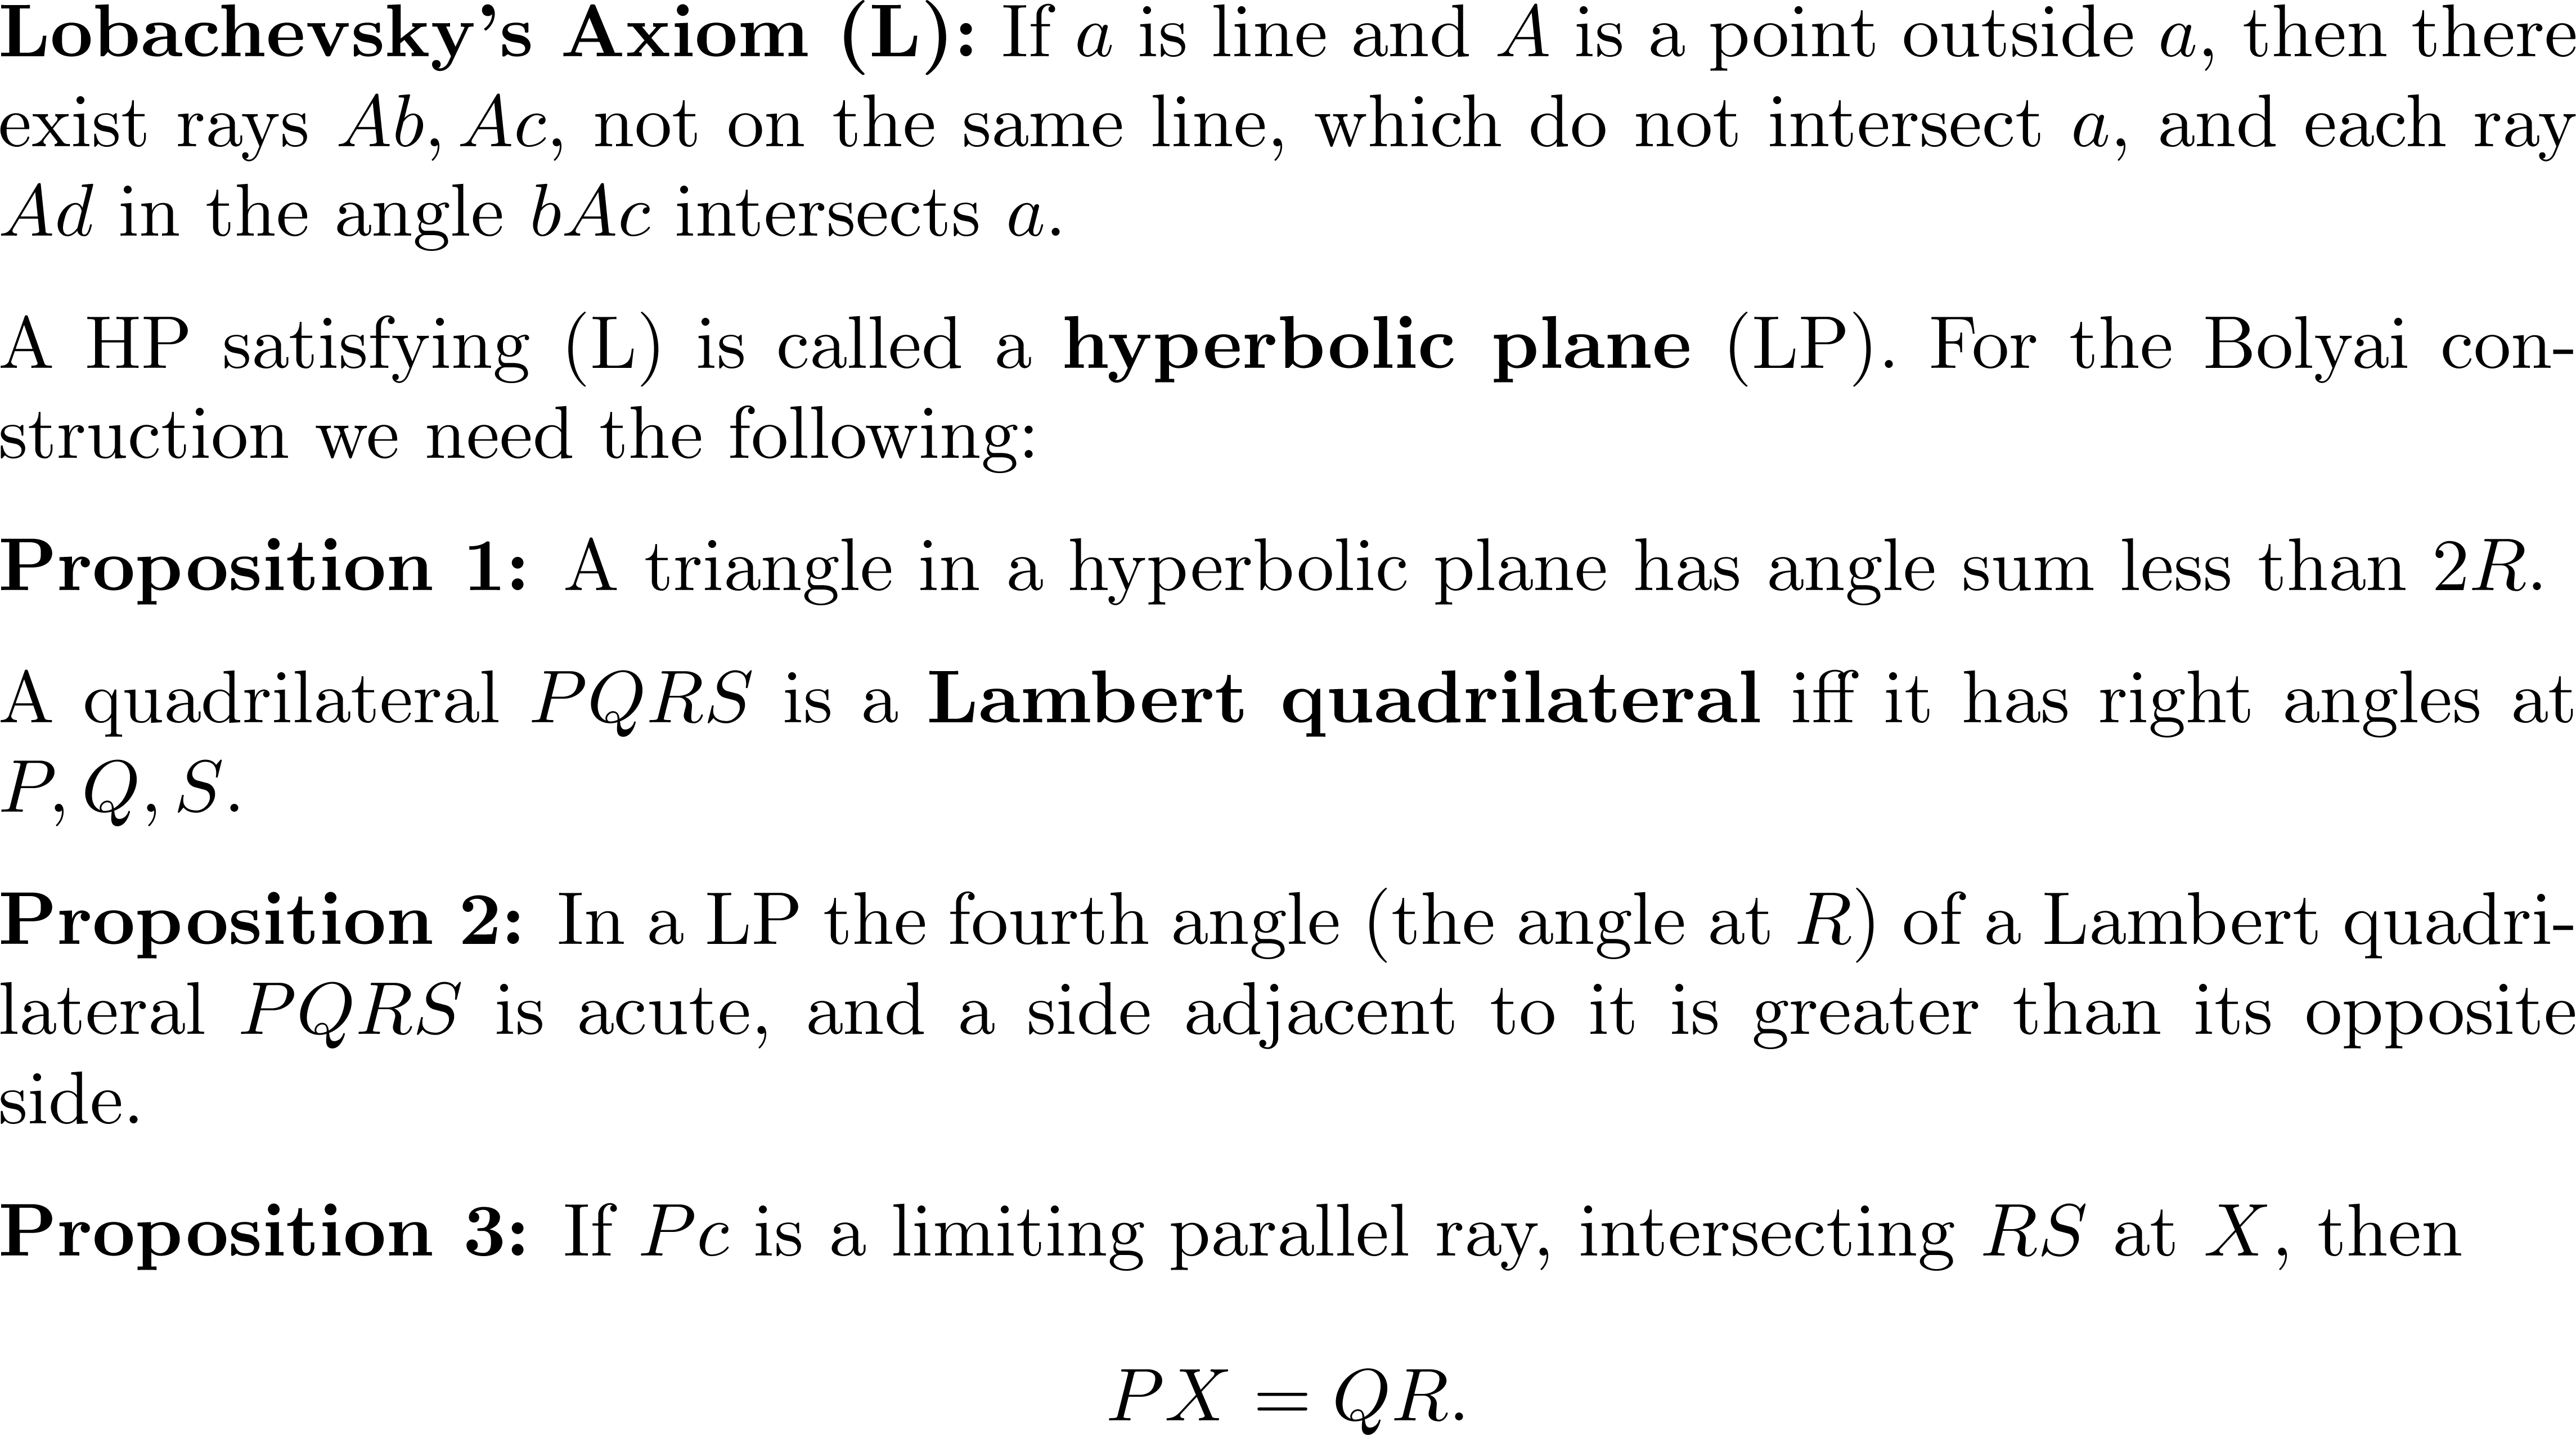 Lobachevsky's Axiom (L): If a is line and A is a point outside a, then there
exist rays Ab, Ac, not on the same line, which do not intersect a, and each ray
Ad in the angle bAc intersects a.
A HP satisfying (L) is called a hyperbolic plane (LP). For the Bolyai con-
struction we need the following:
Proposition 1: A triangle in a hyperbolic plane has angle sum less than 2R.
A quadrilateral PQRS is a Lambert quadrilateral iff it has right angles at
P, Q, S.
Proposition 2: In a LP the fourth angle (the angle at R) of a Lambert quadri-
lateral PQRS is acute, and a side adjacent to it is greater than its opposite
side.
Proposition 3: If Pc is a limiting parallel ray, intersecting RS at X, then
PX = QR.